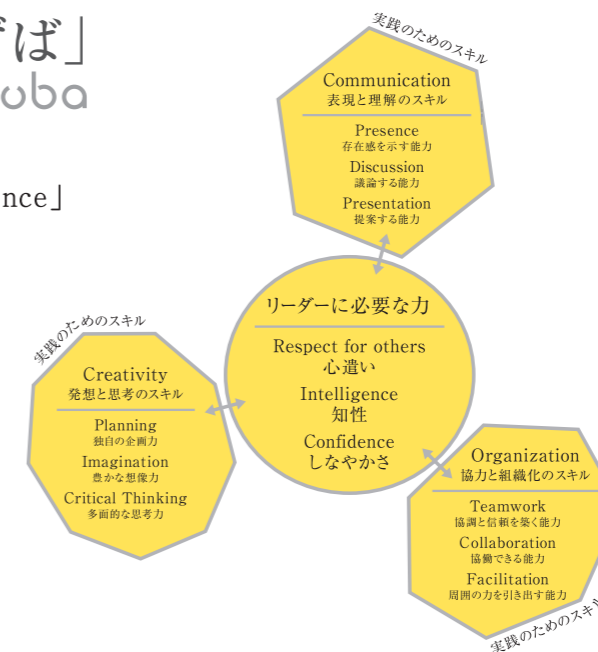 ずば」
uba
nce」
実践のためのスキル
Communication
表現と理解のスキル
Presence
存在感を示す能力
Discussion
議論する能力
Presentation
提案する能力
リーダーに必要な力
Respect for others
心遣い
Intelligence
知性
Confidence
しなやかさ
実践のためのスキル
Creativity
発想と思考のスキル
Planning
独自の企画力
Imagination
豊かな想像力
Critical Thinking
多面的な思考力
Organization
協力と組織化のスキル
Teamwork
協調と信頼を築く能力
Collaboration
協働できる能力
Facilitation
周囲の力を引き出す能力
実践のためのスキル